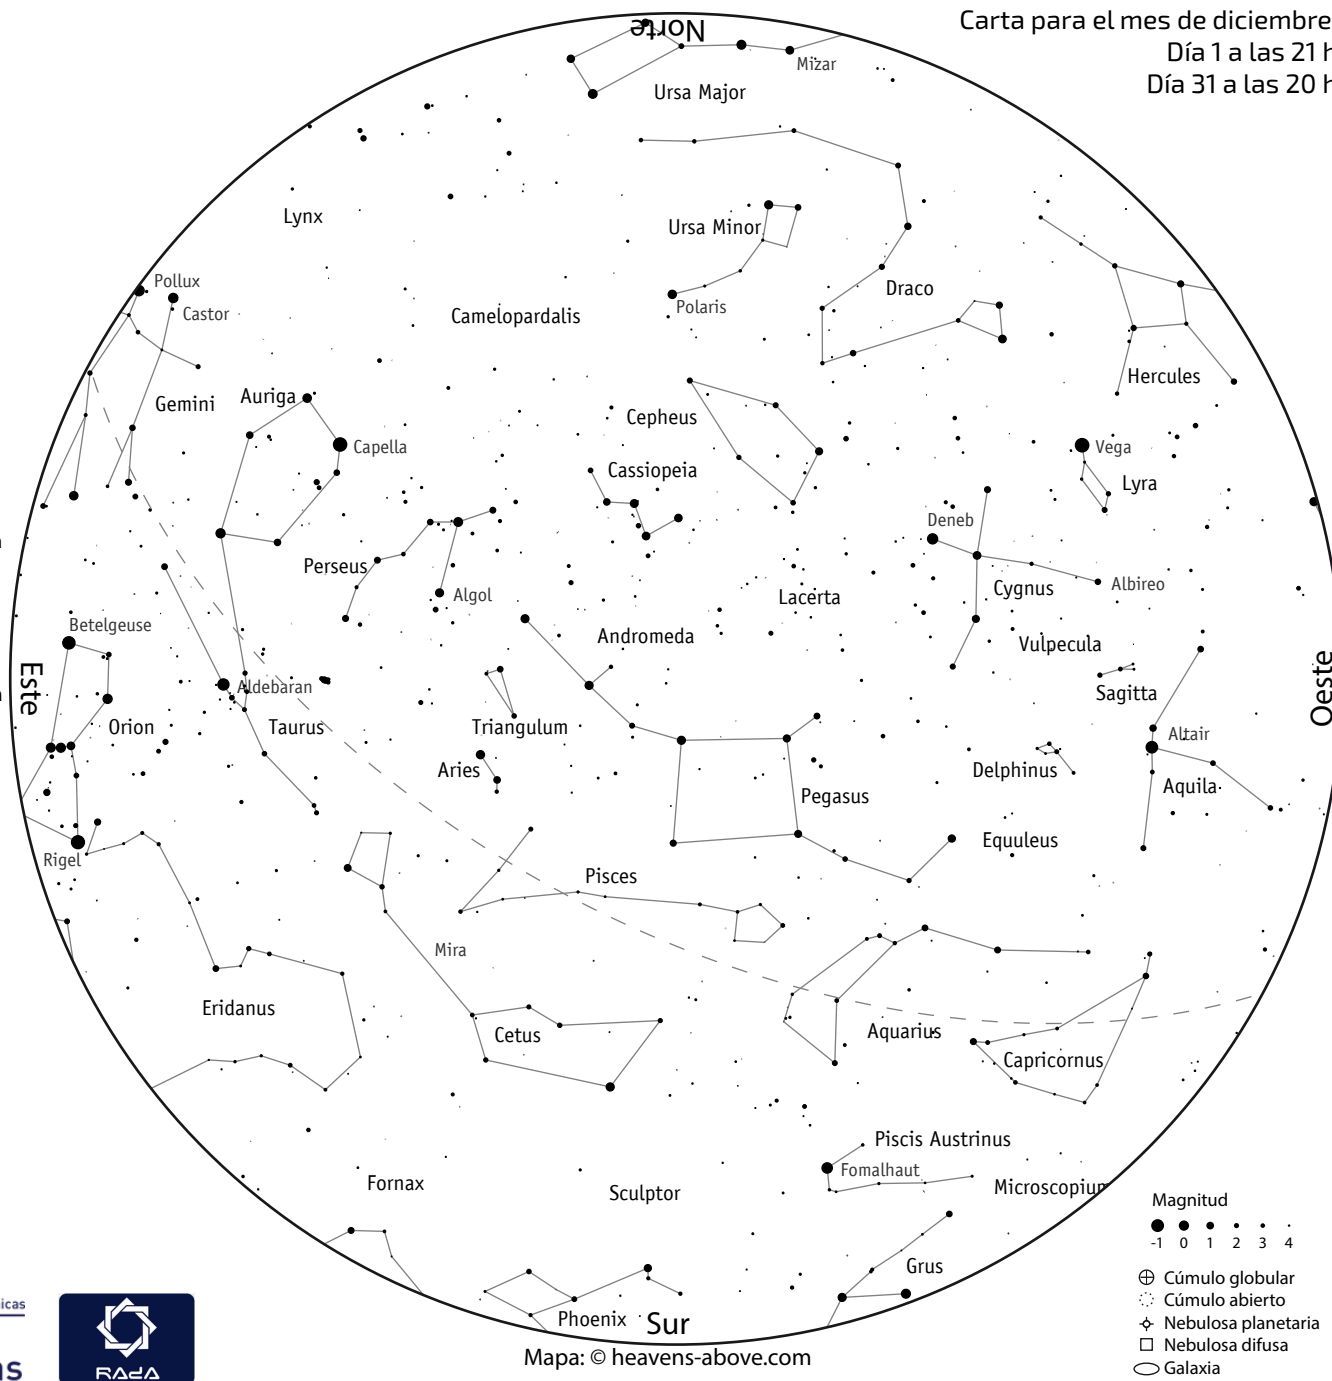 Carta para el mes de diciembre
Día 1 a las 21 h
Día 31 a las 20 h
Norte
Mizar
Ursa Major
Lynx
Ursa Minor
Pollux
Castor
Polaris
Draco
Camelopardalis
Hercules
Gemini
Auriga
Cepheus
Capella
Vega
Cassiopeia
Lyra
Deneb
Perseus
Algol
Cygnus
Albireo
Lacerta
Betelgeuse
Andromeda
Vulpecula
Este
Oeste
Aldebaran
Sagitta
Orion
Taurus
Triangulum
Altair
Aries
Delphinus
Pegasus
Aquila
Equuleus
Rigel
Pisces
Mira
Eridanus
Cetus
Aquarius
Capricornus
Piscis Austrinus
Fomalhaut
Fornax
Sculptor
Microscopium
Grus
Phoenix
Sur
Mapa: © heavens-above.com
Magnitud
-1 0 1 2 3 4
Cúmulo globular
Cúmulo abierto
Nebulosa planetaria
Nebulosa difusa
Galaxia
icas
as
RAdA